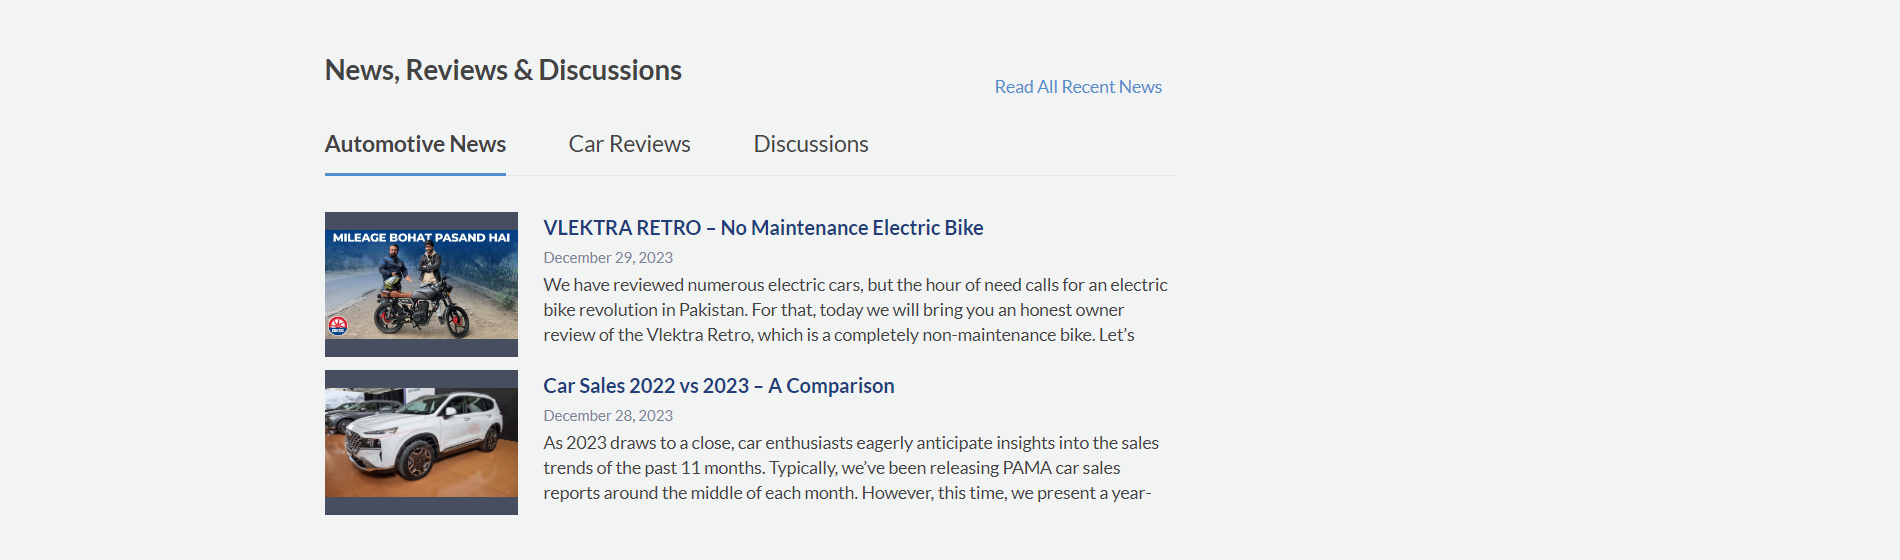 News, Reviews & Discussions
Read All Recent News
Automotive News
Car Reviews
Discussions
MILEAGE BOHAT PASAND HAI
BIKES
VLEKTRA RETRO – No Maintenance Electric Bike
December 29, 2023
We have reviewed numerous electric cars, but the hour of need calls for an electric
bike revolution in Pakistan. For that, today we will bring you an honest owner
review of the Vlektra Retro, which is a completely non-maintenance bike. Let’s
Car Sales 2022 vs 2023 – A Comparison
December 28, 2023
As 2023 draws to a close, car enthusiasts eagerly anticipate insights into the sales
trends of the past 11 months. Typically, we’ve been releasing PAMA car sales
reports around the middle of each month. However, this time, we present a year-